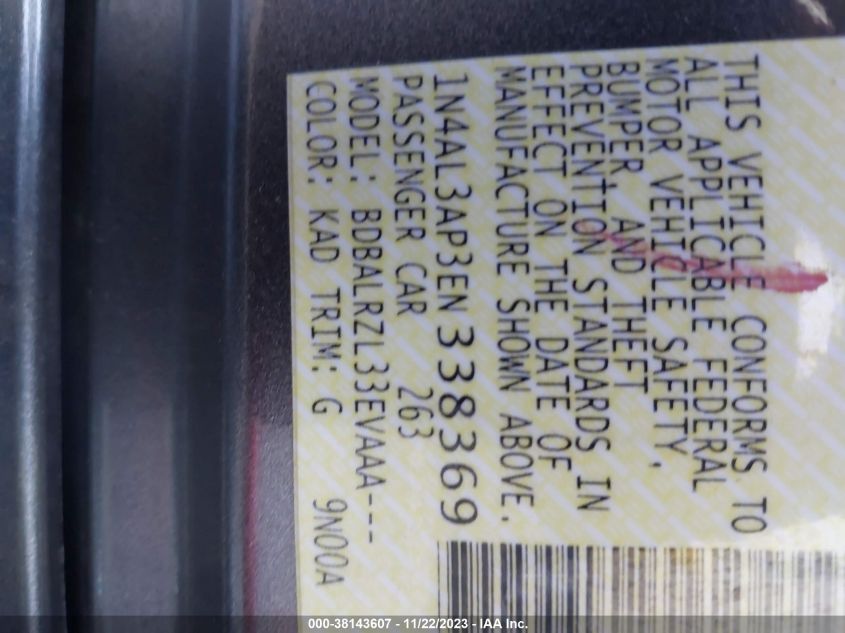 THIS VEHICLE CONFORMS TO
ALL APPLICABLE FEDERAL
MOTOR VEHICLE SAFETY,
BUMPER, AND THEFT
PREVENTION STANDARDS IN
EFFECT ON THE DATE OF
MANUFACTURE SHOWN ABOVE.
1N4AL3AP3EN338369
PASSENGER CAR 263
MODEL: BDBALRZL33EVAAA---
COLOR: KAD TRIM: G 9N00A
000-38143607 - 11/22/2023 - IAA Inc.